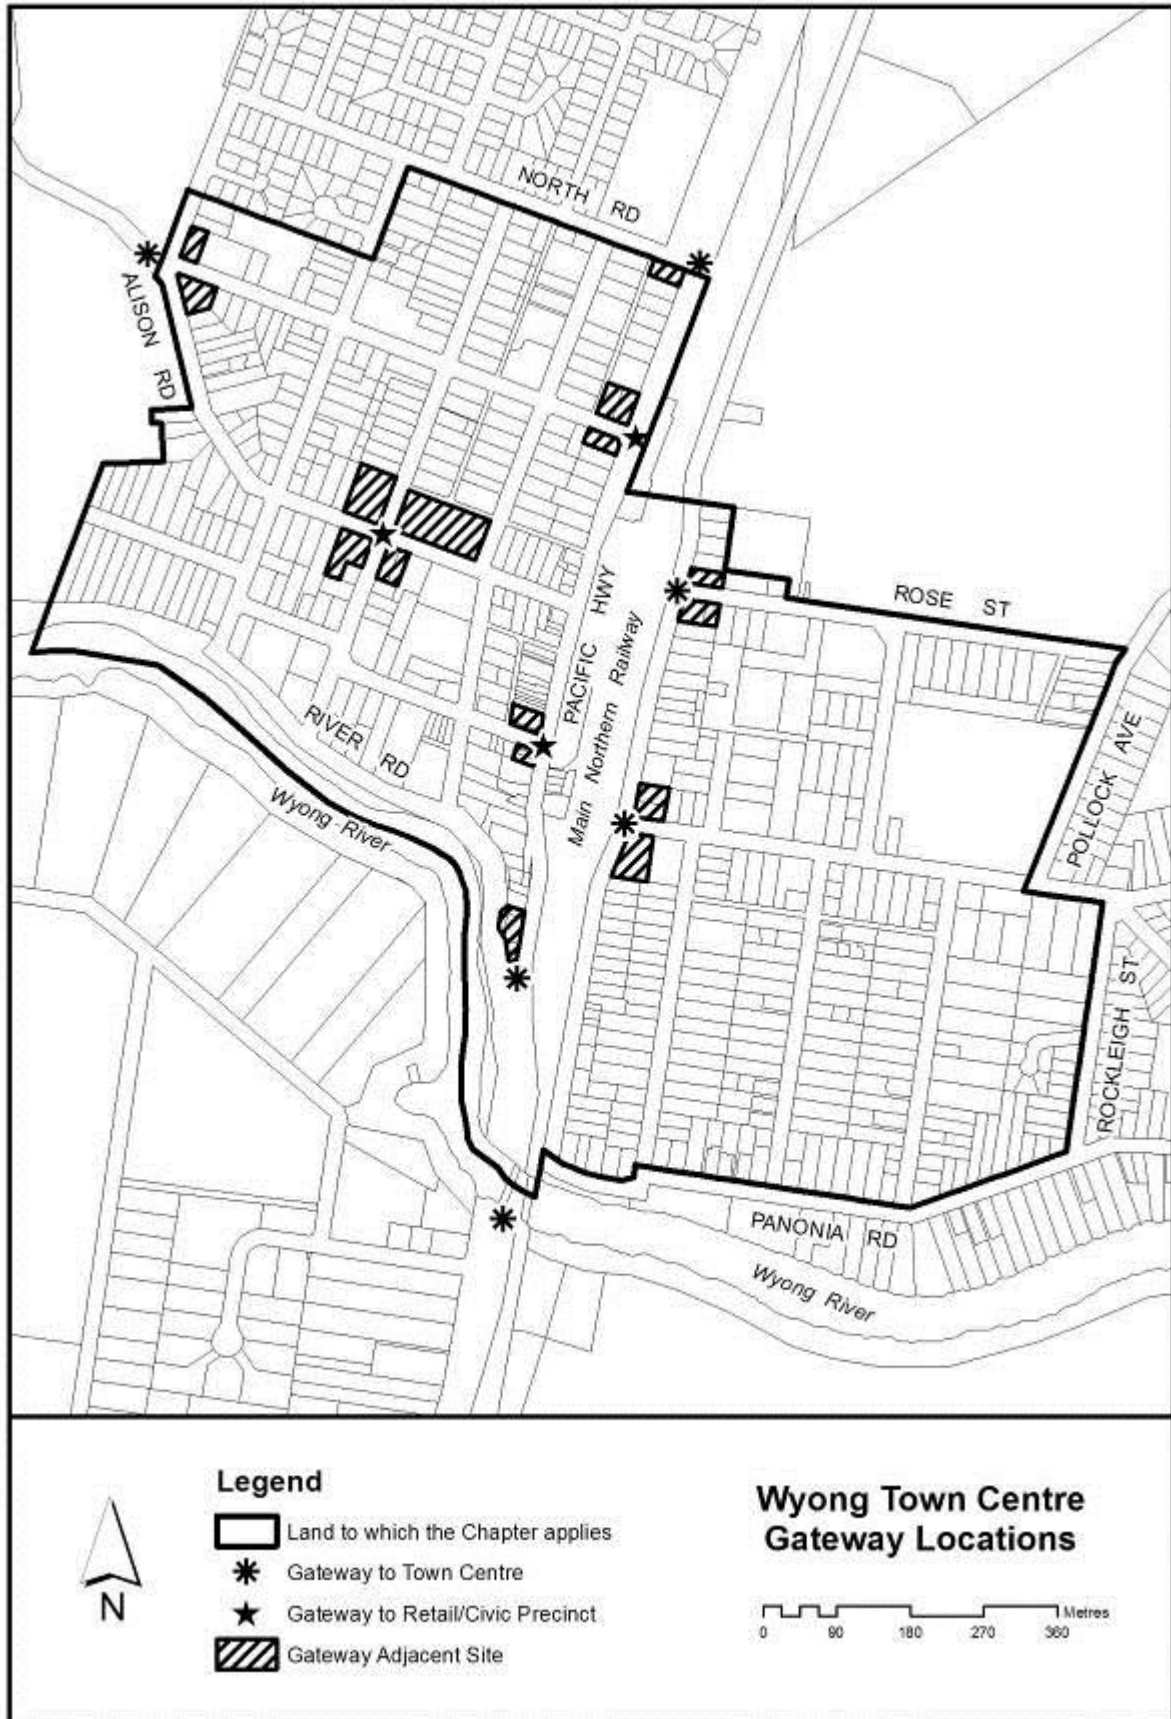 NORTH RD
ALISON RD
PACIFIC HWY
Main Northern Railway
ROSE ST
RIVER RD
Wyong River
POLLOCK AVE
ROCKLEIGH ST
PANONIA RD
Wyong River
Legend
Land to which the Chapter applies
Gateway to Town Centre
Gateway to Retail/Civic Precinct
Gateway Adjacent Site
N
Wyong Town Centre
Gateway Locations
Metres
0 90 180 270 360